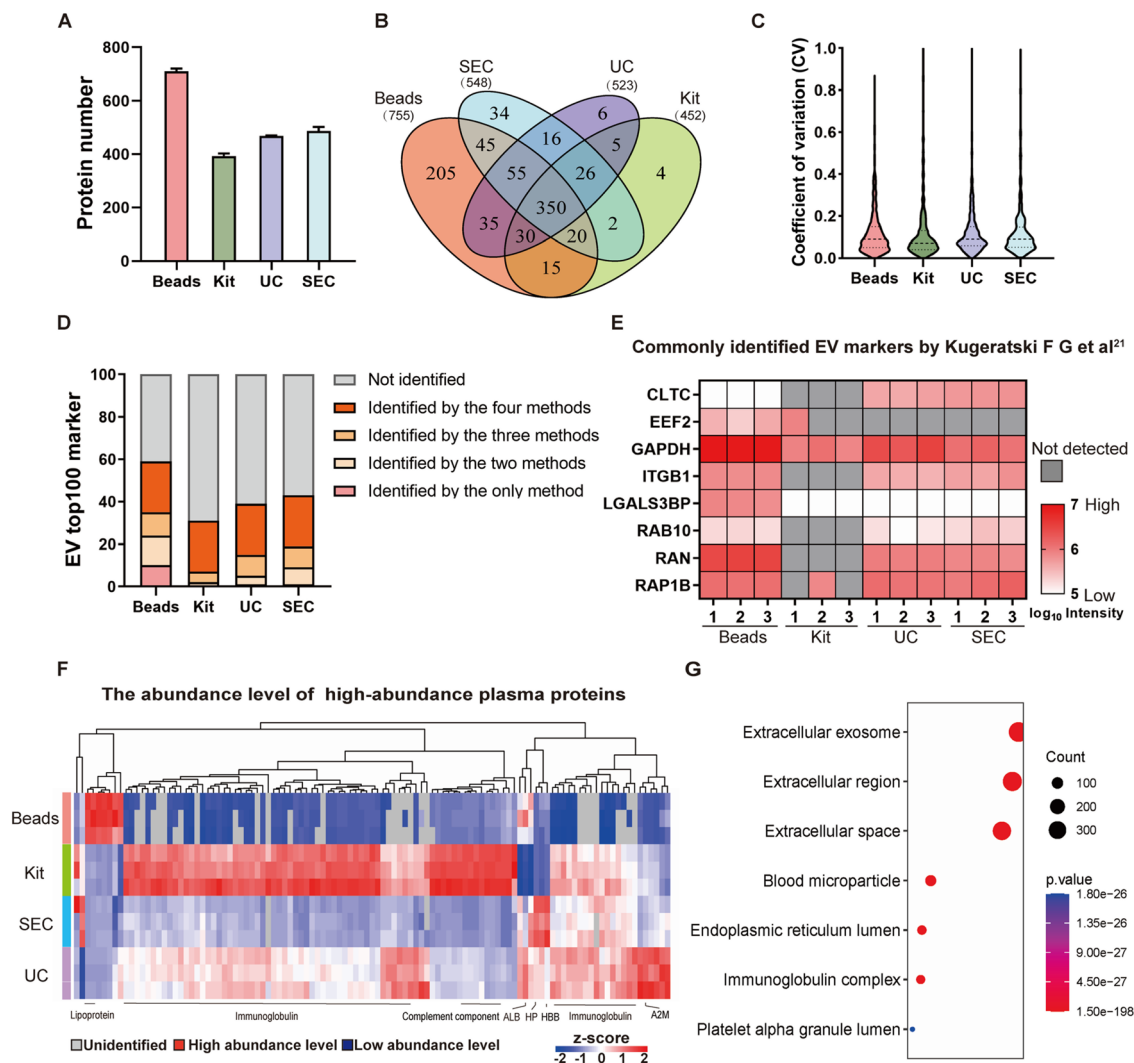 A
Protein number
800
600
400
200
0
Beads Kit UC SEC
B
SEC
(548)
UC
(523)
Beads
(755)
Kit
(452)
34
6
45
16
5
205
55
26
4
35
350
2
30
20
15
C
Coefficient of variation (CV)
1.0
0.8
0.6
0.4
0.2
0.0
Beads Kit UC SEC
D
EV top100 marker
100
80
60
40
20
0
Beads Kit UC SEC
Not identified
Identified by the four methods
Identified by the three methods
Identified by the two methods
Identified by the only method
E
Commonly identified EV markers by Kugeratski F G et al21
CLTC
EEF2
GAPDH
ITGB1
LGALS3BP
RAB10
RAN
RAP1B
1 2 3 1 2 3 1 2 3 1 2 3
Beads Kit UC SEC
Not detected
7 High
6
5 Low
log10 Intensity
F
The abundance level of high-abundance plasma proteins
Beads
Kit
SEC
UC
Lipoprotein Immunoglobulin Complement component ALB HP HBB Immunoglobulin A2M
Unidentified High abundance level Low abundance level
z-score
-2 -1 0 1 2
G
Extracellular exosome
Extracellular region
Extracellular space
Blood microparticle
Endoplasmic reticulum lumen
Immunoglobulin complex
Platelet alpha granule lumen
Count
100
200
300
p.value
1.80e-26
1.35e-26
9.00e-27
4.50e-27
1.50e-198